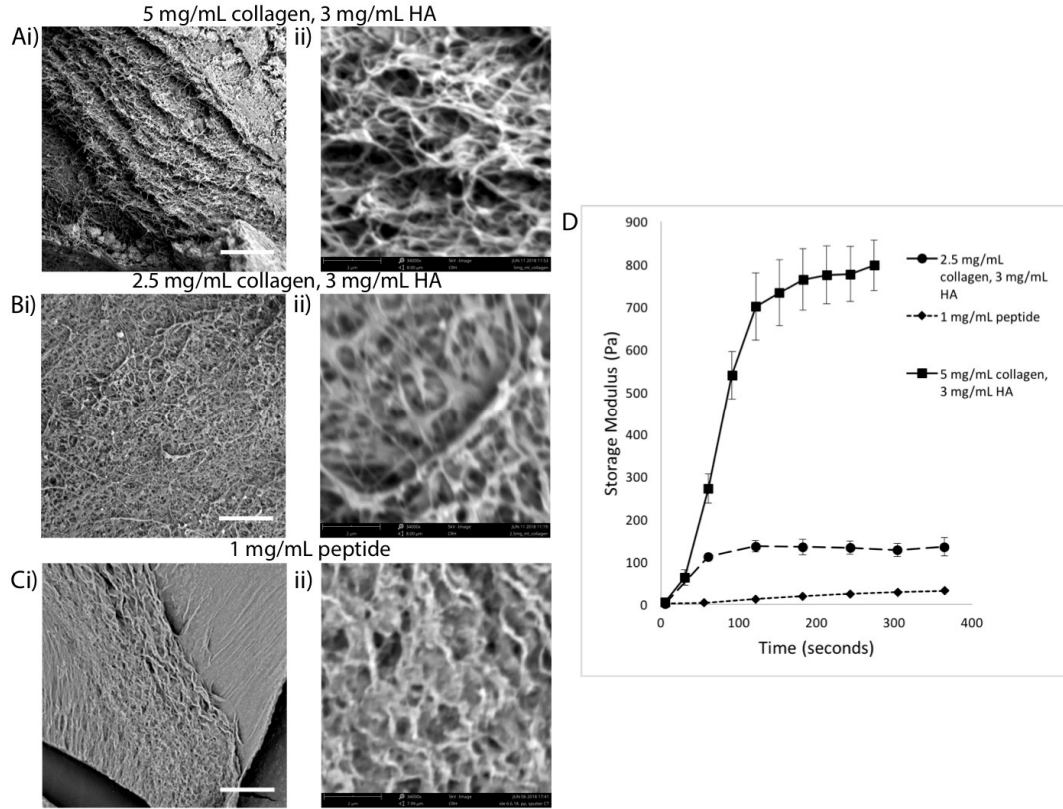 5 mg/mL collagen, 3 mg/mL HA
Ai)
ii)
2.5 mg/mL collagen, 3 mg/mL HA
Bi)
ii)
1 mg/mL peptide
Ci)
ii)
D
900
800
700
600
500
400
300
200
100
0
Storage Modulus (Pa)
0
100
200
300
400
Time (seconds)
2.5 mg/mL
collagen, 3 mg/mL
HA
1 mg/mL peptide
5 mg/mL collagen,
3 mg/mL HA